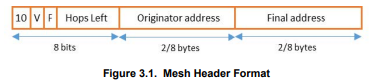 10 V F Hops Left Originator address Final address
8 bits 2/8 bytes 2/8 bytes
Figure 3.1. Mesh Header Format